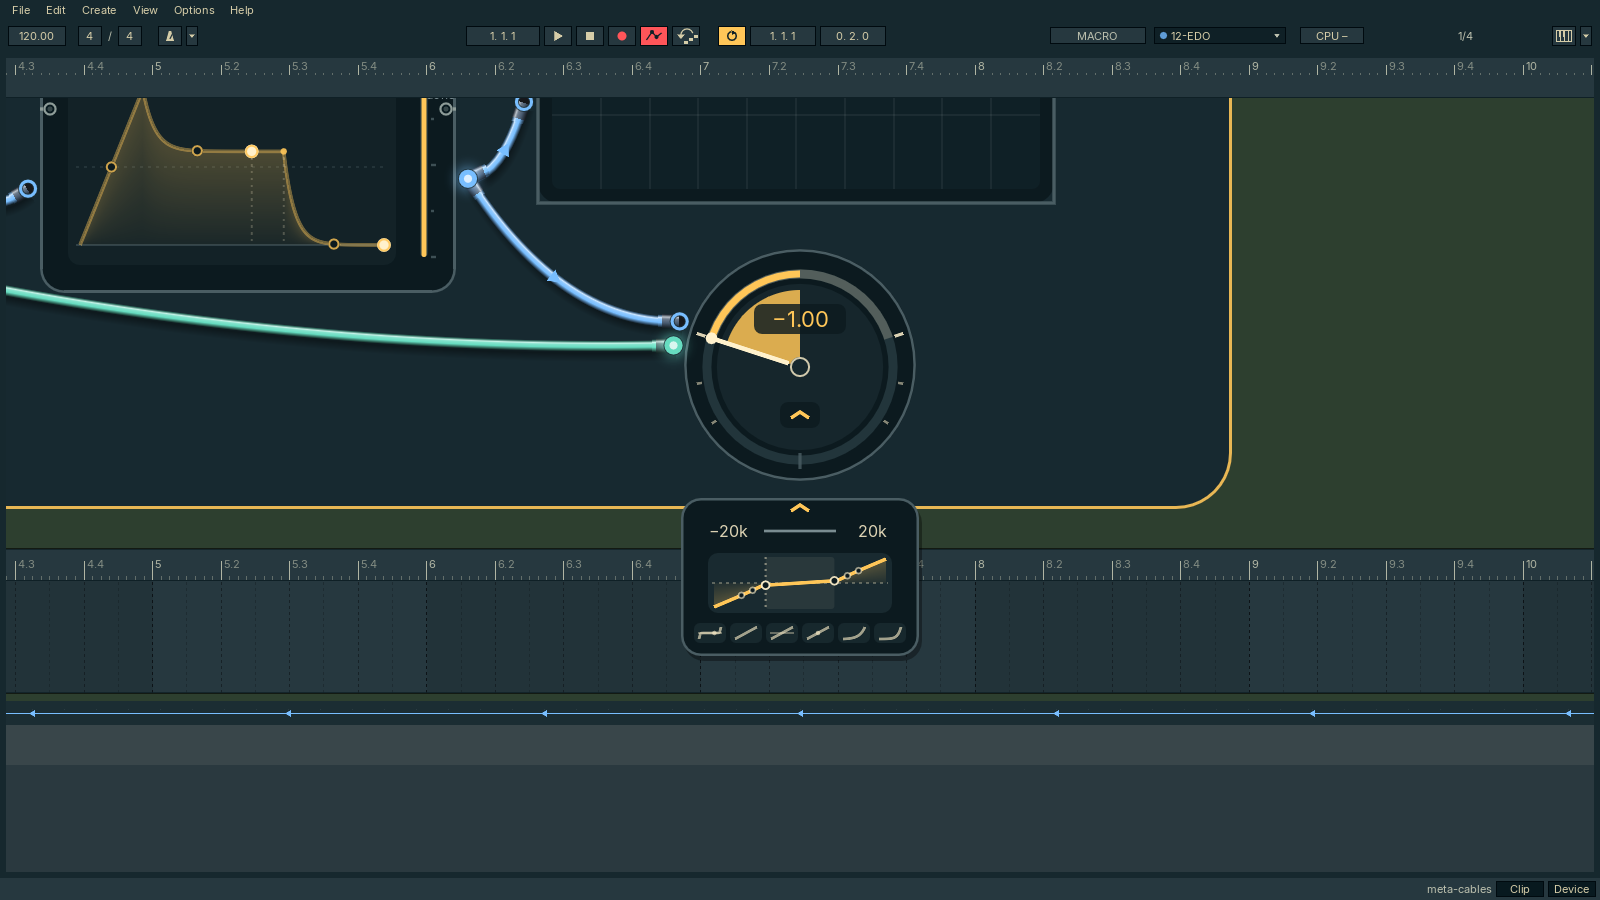 File Edit Create View Options Help
120.00 4 / 4 1. 1. 1 1. 1. 1 0. 2. 0 MACRO 12-EDO CPU – 1/4
4.3 4.4 5 5.2 5.3 5.4 6 6.2 6.3 6.4 7 7.2 7.3 7.4 8 8.2 8.3 8.4 9 9.2 9.3 9.4 10
−1.00
−20k 20k
4.3 4.4 5 5.2 5.3 5.4 6 6.2 6.3 6.4 8 8.2 8.3 8.4 9 9.2 9.3 9.4 10
meta-cables Clip Device